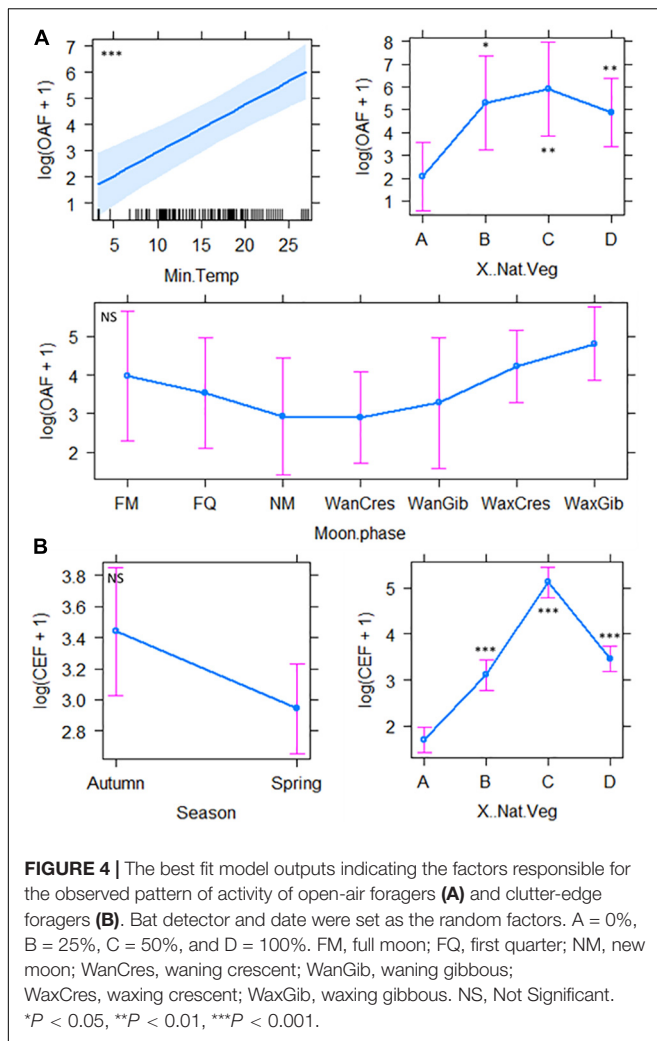 A
***
log(OAF + 1)
7
6
5
4
3
2
1
5 10 15 20 25
Min.Temp
log(OAF + 1)
8
7
6
5
4
3
2
1
*
**
**
A B C D
X..Nat.Veg
NS
log(OAF + 1)
5
4
3
2
FM FQ NM WanCres WanGib WaxCres WaxGib
Moon.phase
B
NS
log(CEF + 1)
3.8
3.6
3.4
3.2
3.0
2.8
Autumn Spring
Season
log(CEF + 1)
5
4
3
2
***
***
***
A B C D
X..Nat.Veg
FIGURE 4 | The best fit model outputs indicating the factors responsible for
the observed pattern of activity of open-air foragers (A) and clutter-edge
foragers (B). Bat detector and date were set as the random factors. A = 0%,
B = 25%, C = 50%, and D = 100%. FM, full moon; FQ, first quarter; NM, new
moon; WanCres, waning crescent; WanGib, waning gibbous;
WaxCres, waxing crescent; WaxGib, waxing gibbous. NS, Not Significant.
*P < 0.05, **P < 0.01, ***P < 0.001.